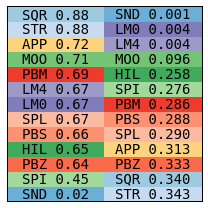 SQR 0.88 SND 0.001
STR 0.88 LM0 0.004
APP 0.72 LM4 0.004
MOO 0.71 MOO 0.096
PBM 0.69 HIL 0.258
LM4 0.67 SPI 0.276
LM0 0.67 PBM 0.286
SPL 0.67 PBS 0.288
PBS 0.66 SPL 0.290
HIL 0.65 APP 0.313
PBZ 0.64 PBZ 0.333
SPI 0.45 SQR 0.340
SND 0.02 STR 0.343